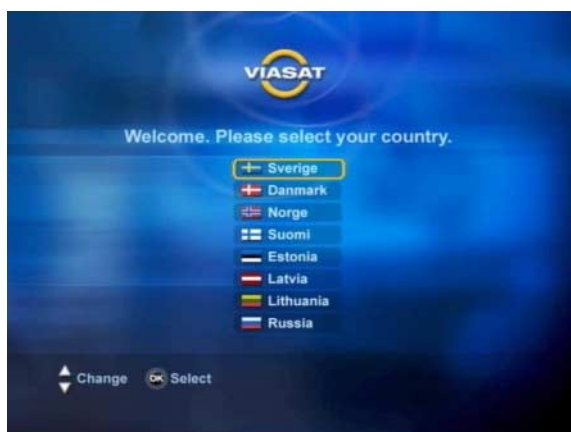 VIASAT
Welcome. Please select your country.
Sverige
Danmark
Norge
Suomi
Estonia
Latvia
Lithuania
Russia
Change OK Select